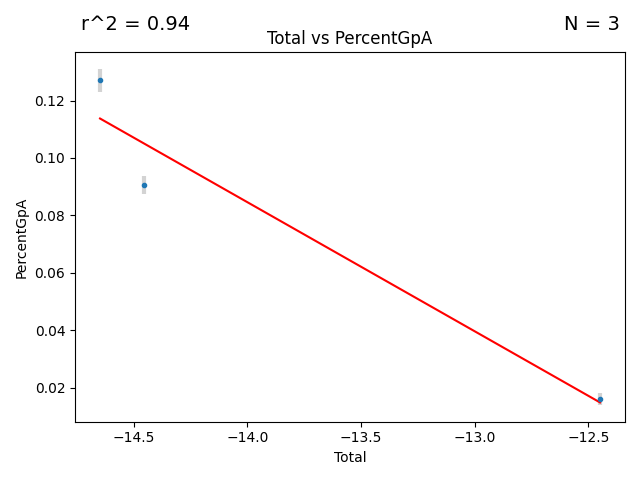 r^2 = 0.94
N = 3
Total vs PercentGpA
0.12
0.10
0.08
0.06
0.04
0.02
PercentGpA
−14.5
−14.0
−13.5
−13.0
−12.5
Total